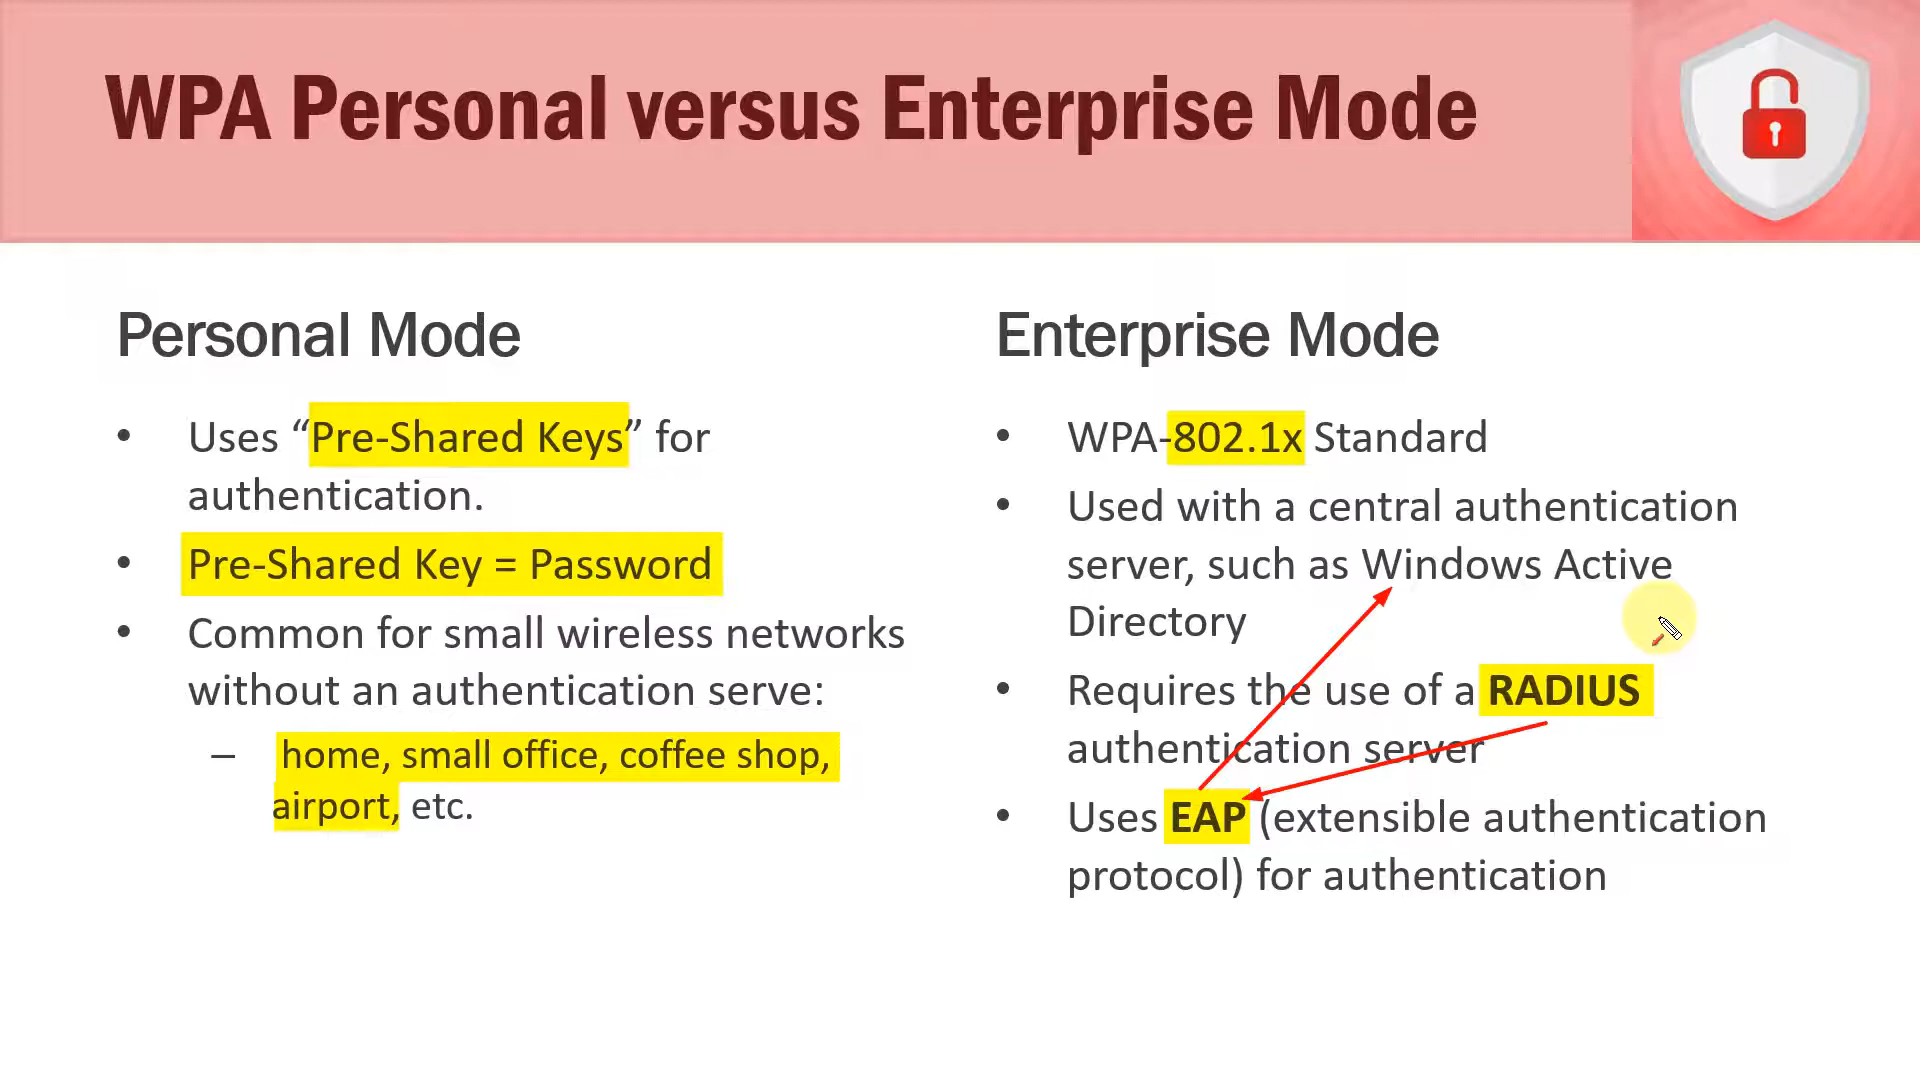 WPA Personal versus Enterprise Mode
Personal Mode
• Uses “Pre-Shared Keys” for
authentication.
• Pre-Shared Key = Password
• Common for small wireless networks
without an authentication serve:
– home, small office, coffee shop,
airport, etc.
Enterprise Mode
• WPA-802.1x Standard
• Used with a central authentication
server, such as Windows Active
Directory
• Requires the use of a RADIUS
authentication server
• Uses EAP (extensible authentication
protocol) for authentication